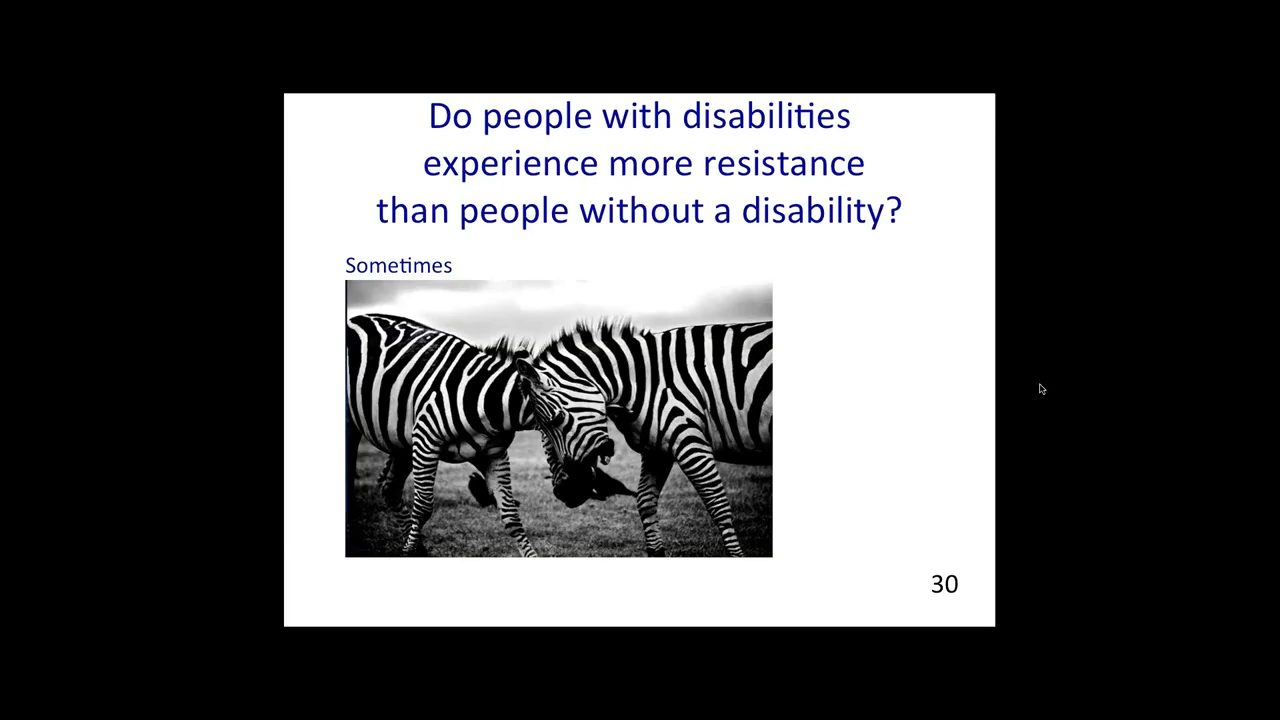 Do people with disabilities
experience more resistance
than people without a disability?
Sometimes
30